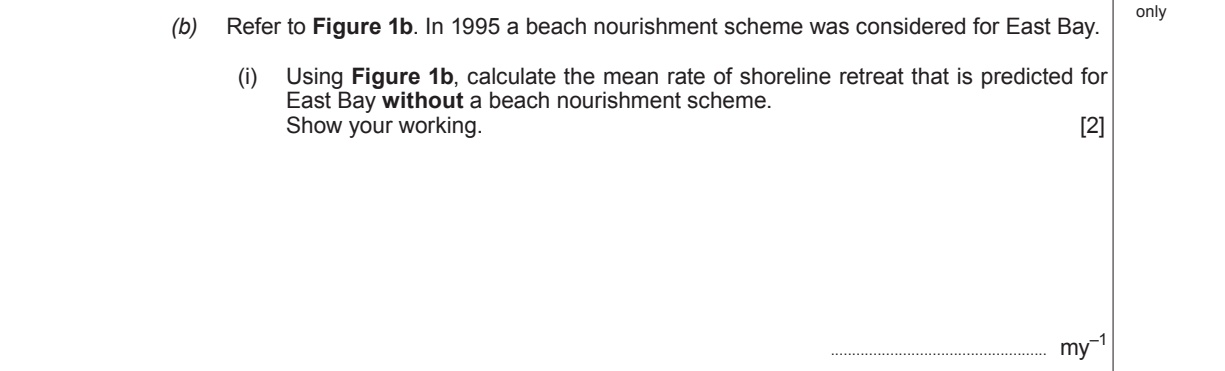 only
(b) Refer to Figure 1b. In 1995 a beach nourishment scheme was considered for East Bay.
(i) Using Figure 1b, calculate the mean rate of shoreline retreat that is predicted for
East Bay without a beach nourishment scheme.
Show your working. [2]
.................................................... my⁻¹